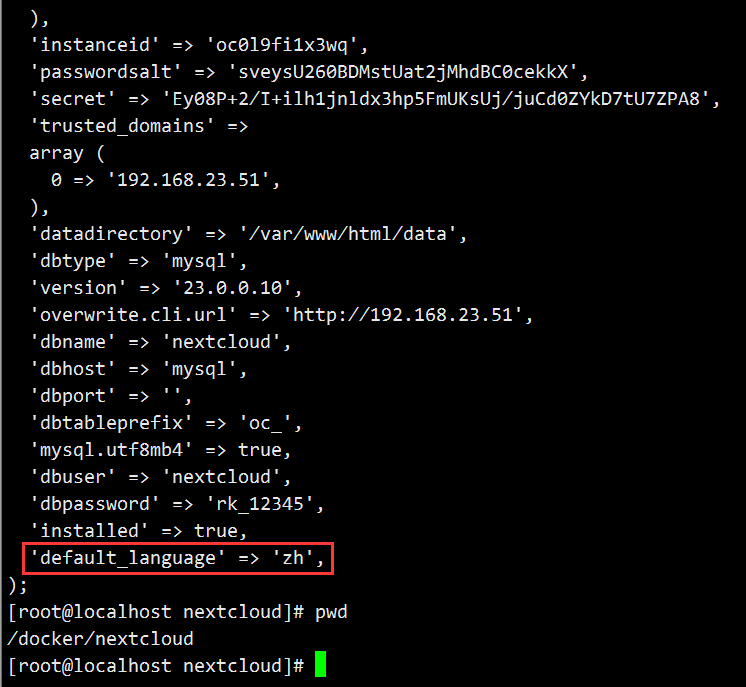 ),
'instanceid' => 'oc0l9fi1x3wq',
'passwordsalt' => 'sveysU260BDMstUat2jMhdBC0cekkX',
'secret' => 'Ey08P+2/I+ilh1jnldx3hp5FmUKsUj/juCd0ZYkD7tU7ZPA8',
'trusted_domains' =>
array (
0 => '192.168.23.51',
),
'datadirectory' => '/var/www/html/data',
'dbtype' => 'mysql',
'version' => '23.0.0.10',
'overwrite.cli.url' => 'http://192.168.23.51',
'dbname' => 'nextcloud',
'dbhost' => 'mysql',
'dbport' => '',
'dbtableprefix' => 'oc_',
'mysql.utf8mb4' => true,
'dbuser' => 'nextcloud',
'dbpassword' => 'rk_12345',
'installed' => true,
'default_language' => 'zh',
);
[root@localhost nextcloud]# pwd
/docker/nextcloud
[root@localhost nextcloud]#